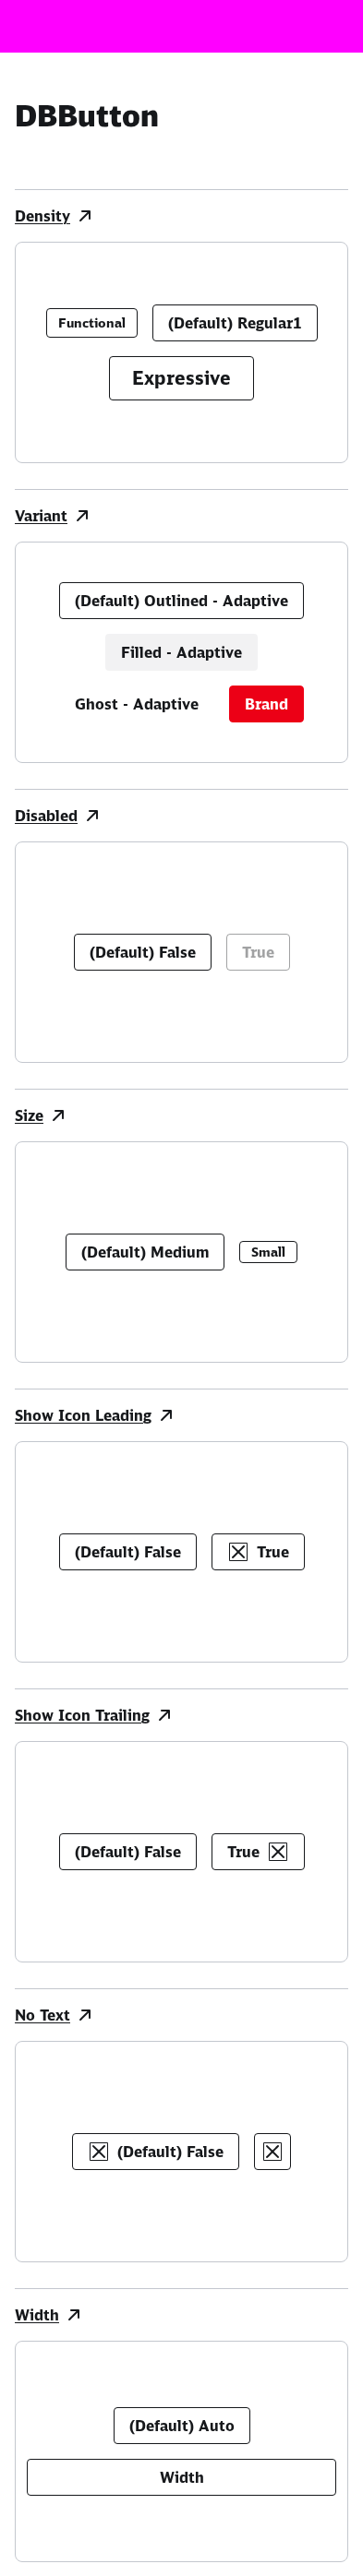 DBButton
Density
Functional
(Default) Regular1
Expressive
Variant
(Default) Outlined - Adaptive
Filled - Adaptive
Ghost - Adaptive
Brand
Disabled
(Default) False
True
Size
(Default) Medium
Small
Show Icon Leading
(Default) False
True
Show Icon Trailing
(Default) False
True
No Text
(Default) False
Width
(Default) Auto
Width